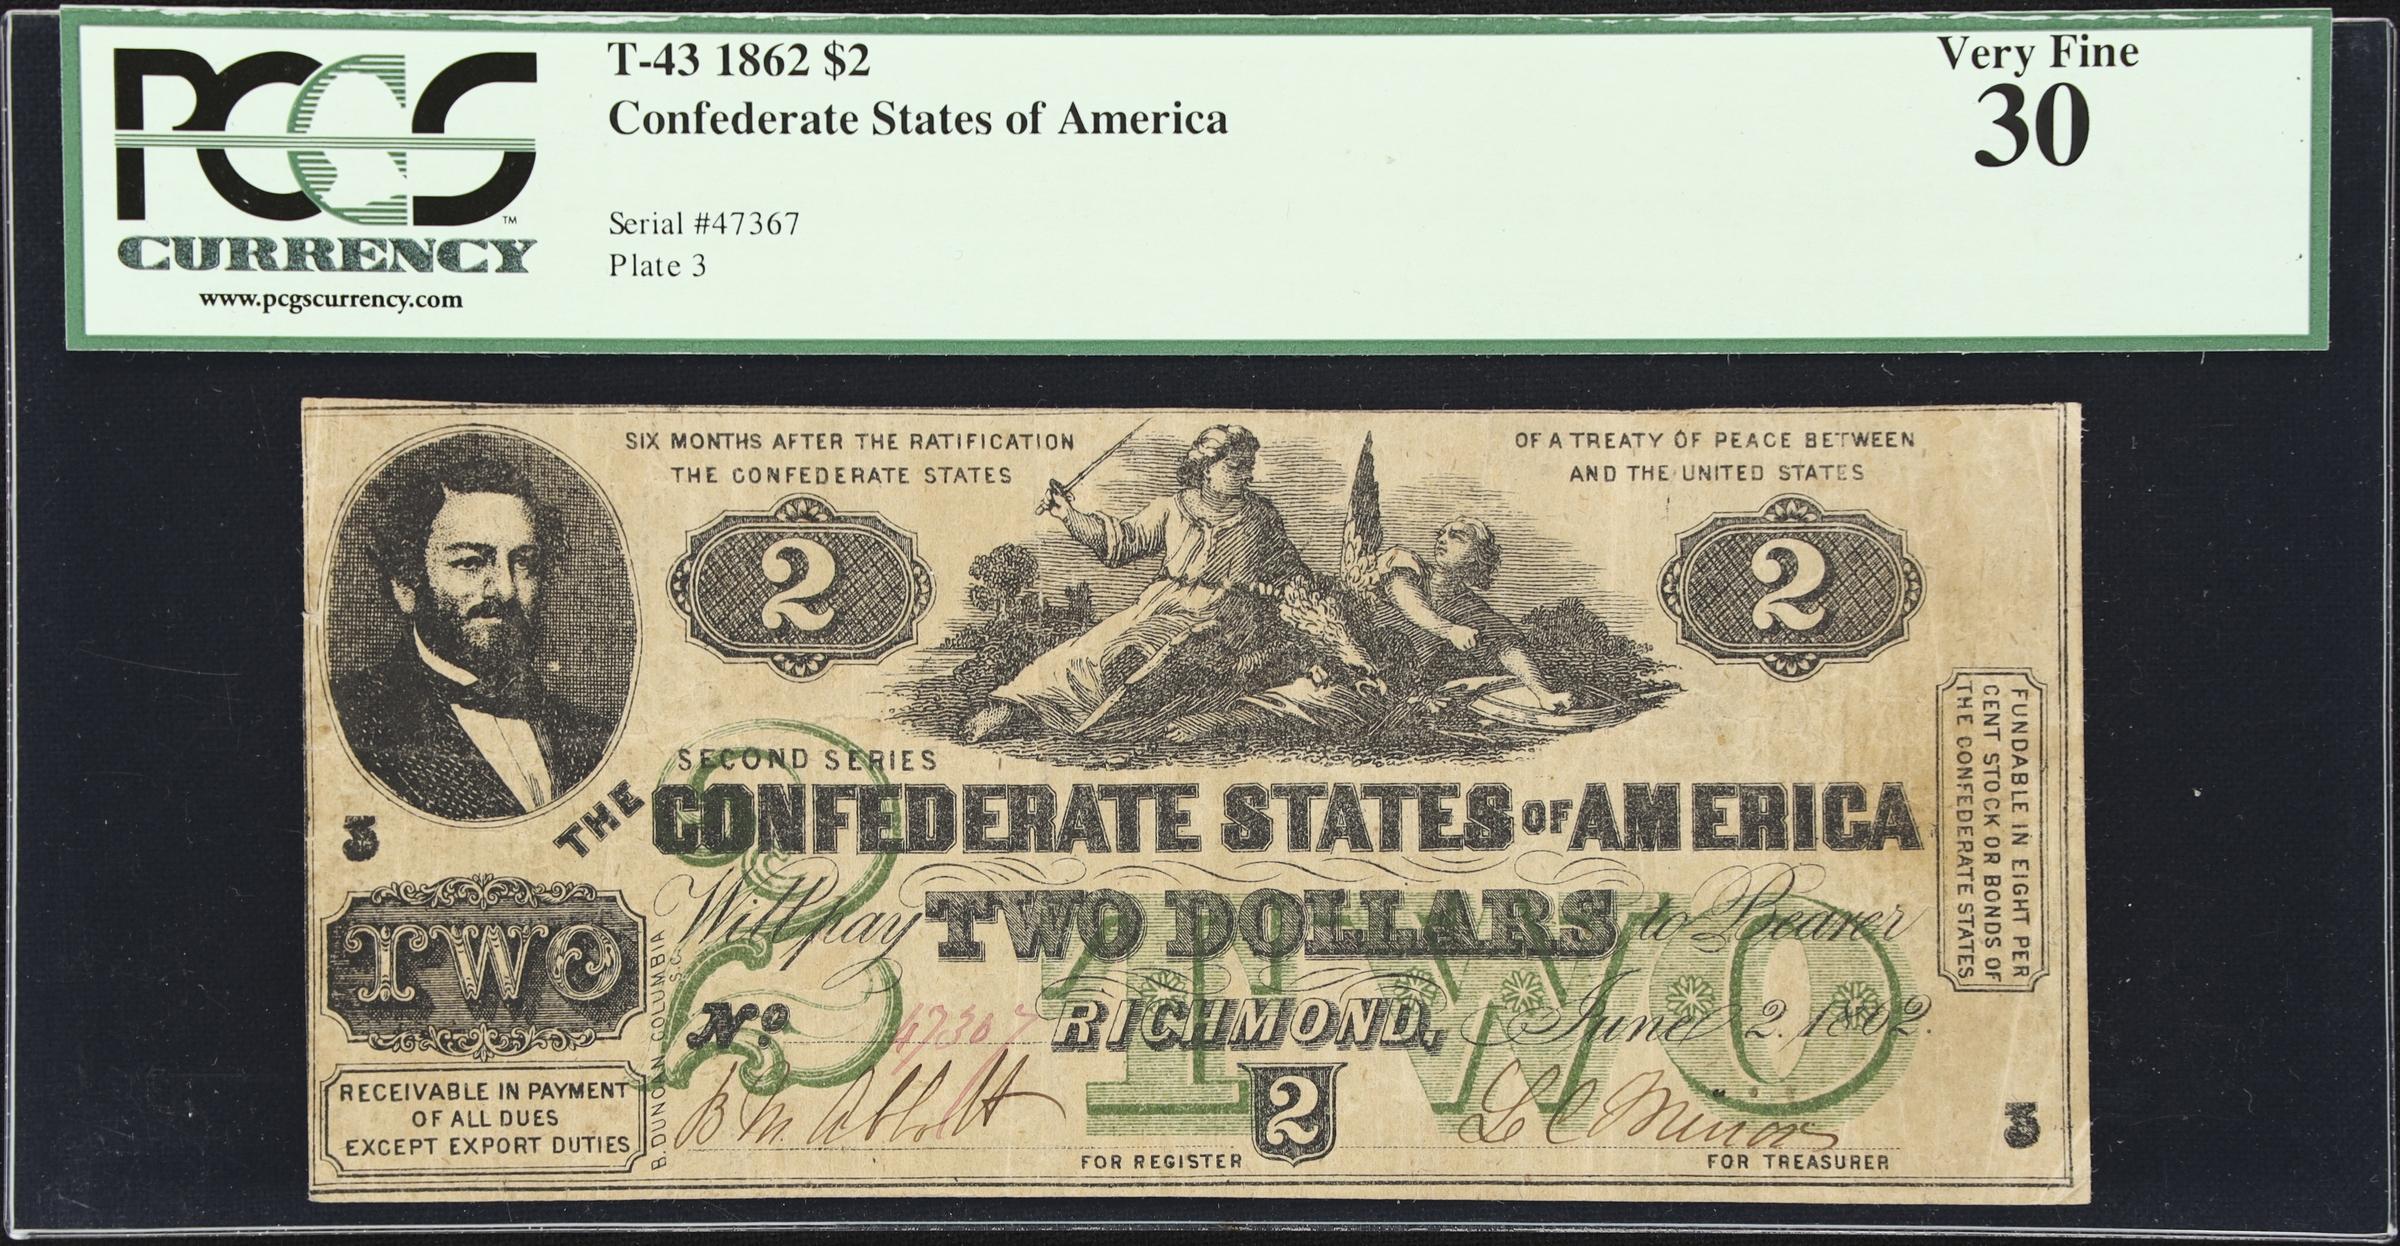 PCGS™
CURRENCY
www.pcgscurrency.com
T-43 1862 $2
Confederate States of America
Serial #47367
Plate 3
Very Fine
30
SIX MONTHS AFTER THE RATIFICATION
OF A TREATY OF PEACE BETWEEN
THE CONFEDERATE STATES
AND THE UNITED STATES
2
2
SECOND SERIES
THE CONFEDERATE STATES OF AMERICA
3
Will pay TWO DOLLARS to Bearer
2 TWO
TWO
No. 47367 RICHMOND, June 2. 1862.
RECEIVABLE IN PAYMENT
OF ALL DUES
EXCEPT EXPORT DUTIES
B. DUNCAN COLUMBIA S.C.
B M Abbott
2
L C Minor
FOR REGISTER
FOR TREASURER
3
FUNDABLE IN EIGHT PER
CENT STOCK OR BONDS OF
THE CONFEDERATE STATES